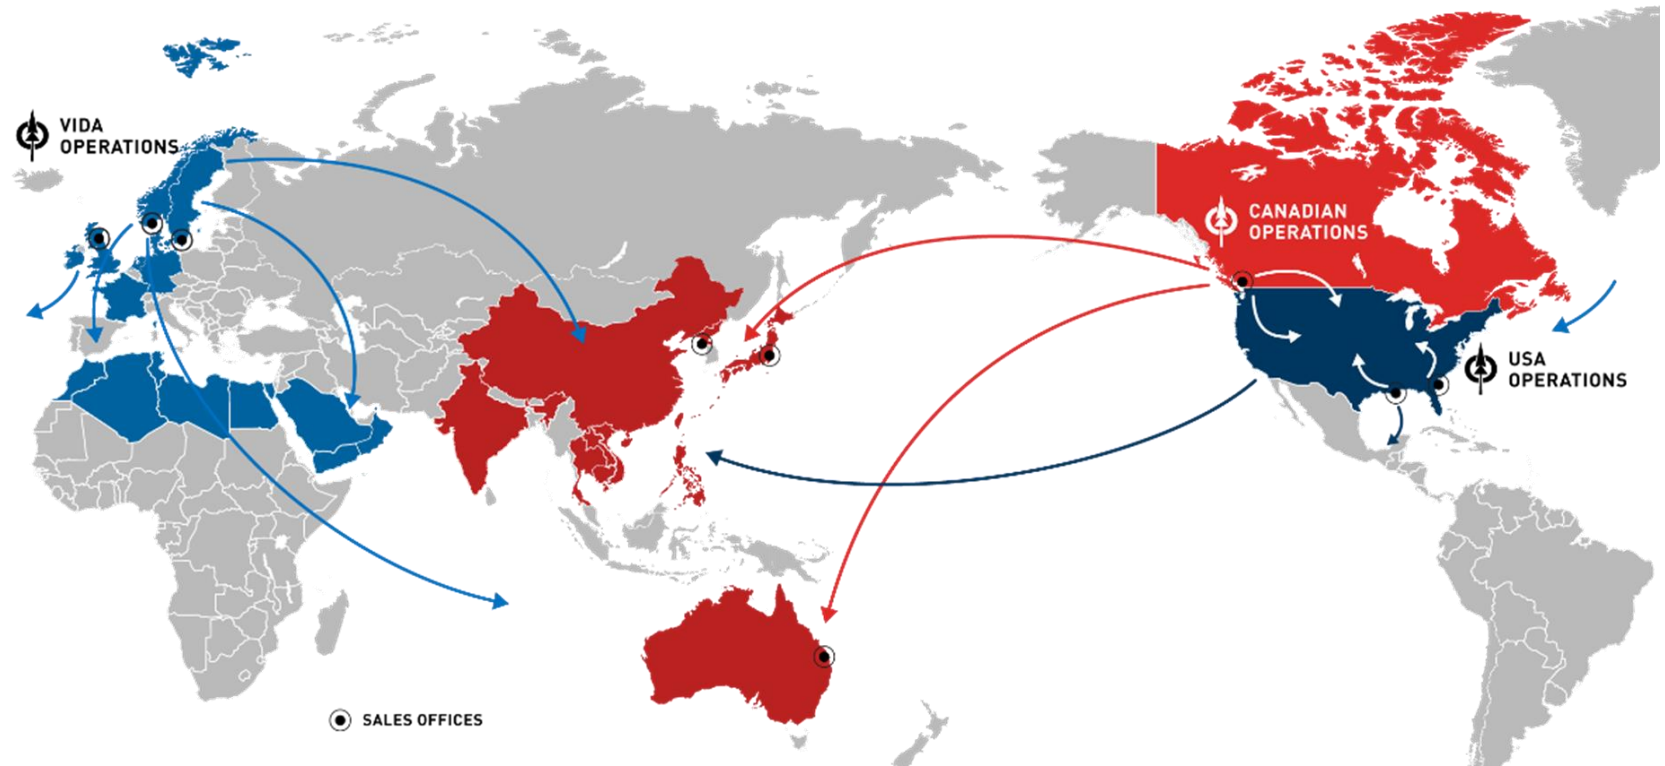 VIDA
OPERATIONS
CANADIAN
OPERATIONS
USA
OPERATIONS
SALES OFFICES